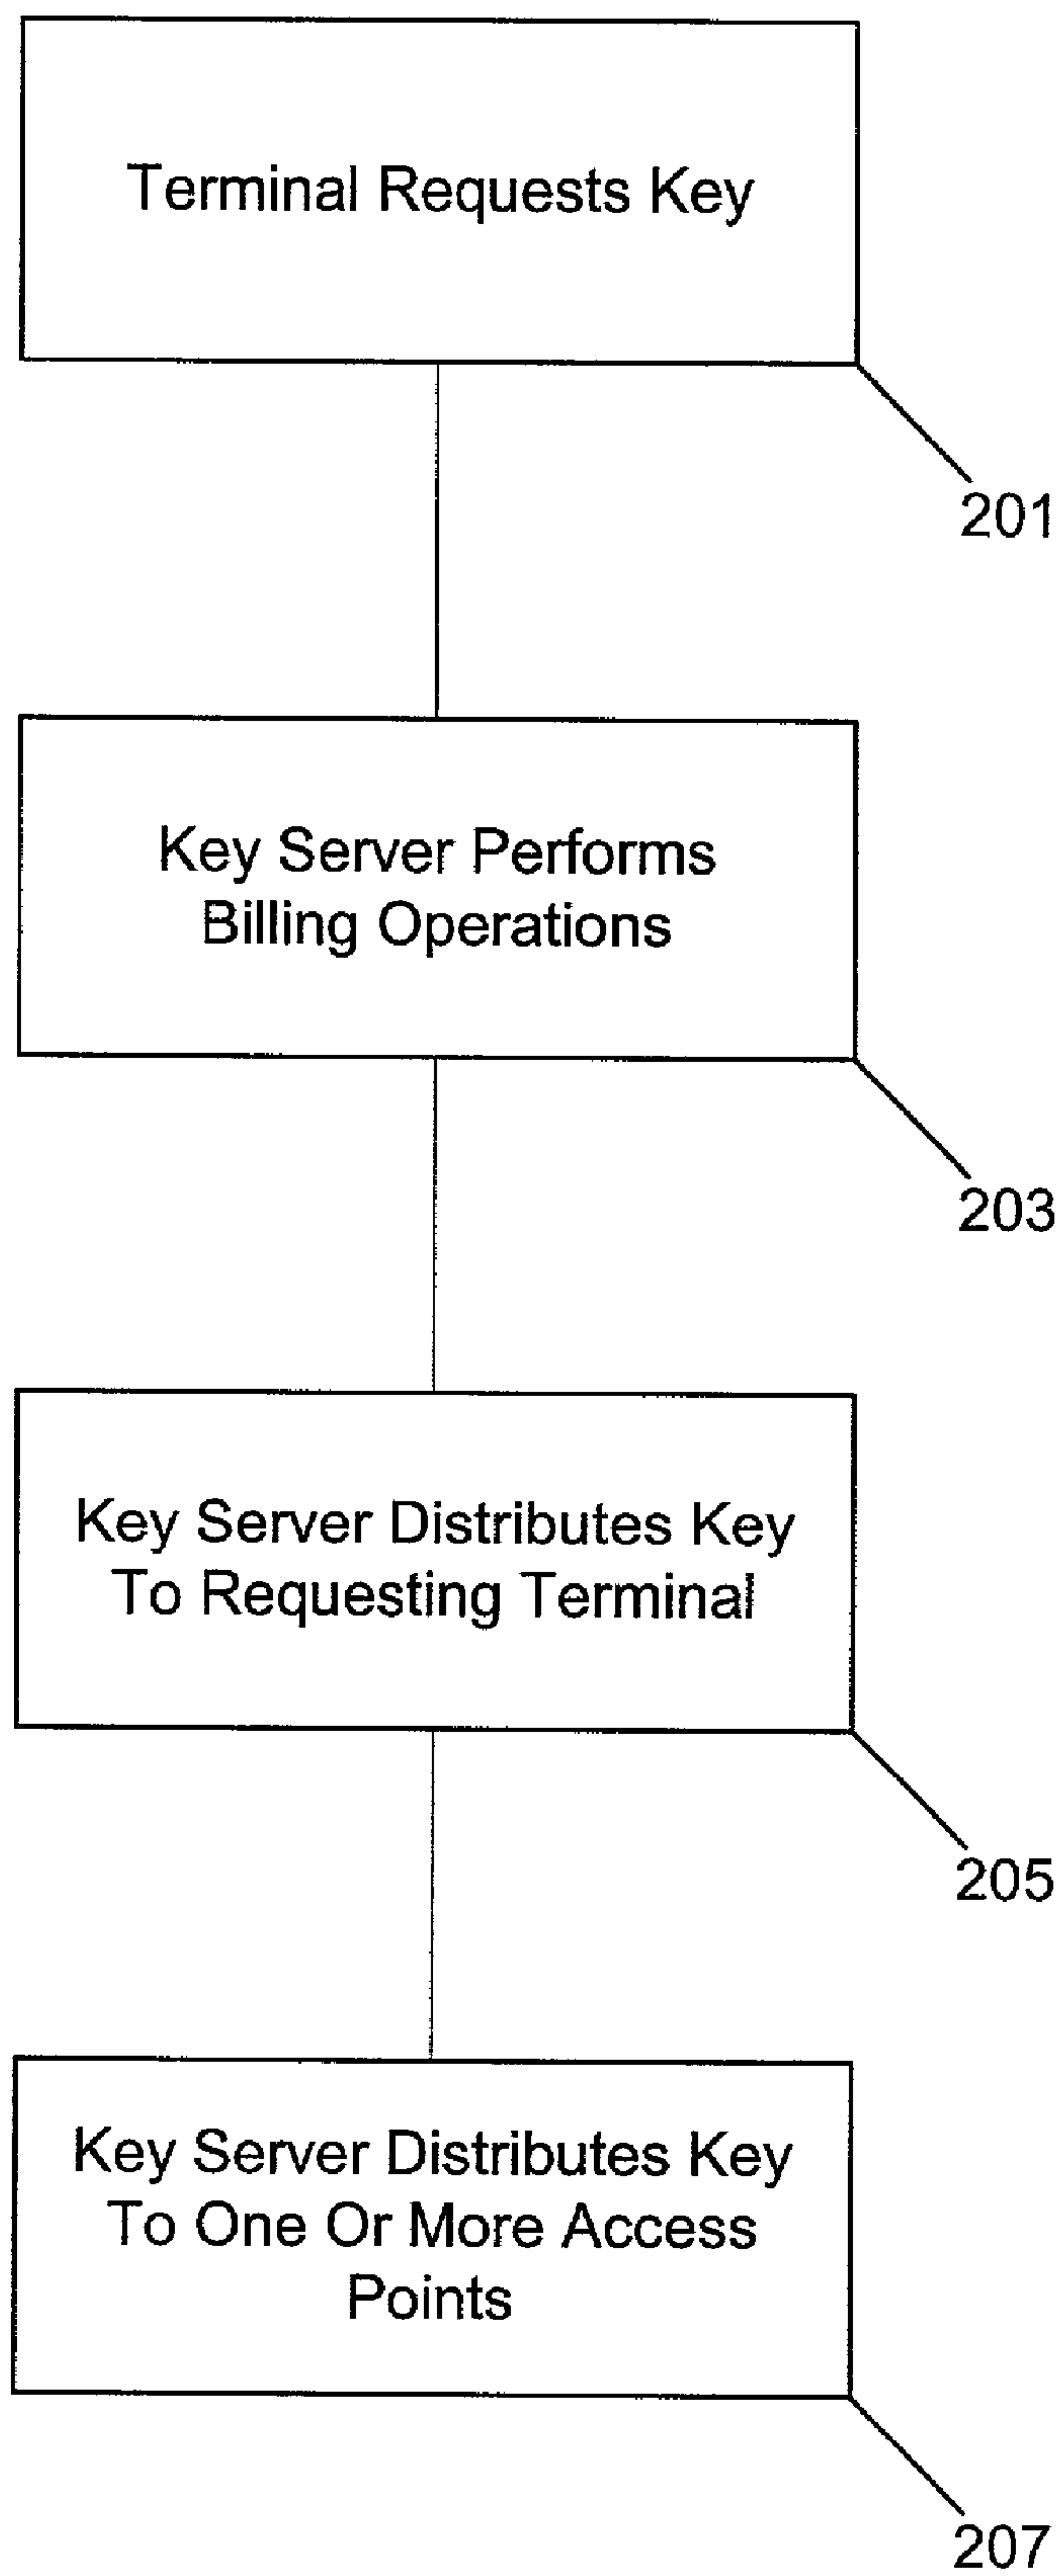 Terminal Requests Key
201
Key Server Performs
Billing Operations
203
Key Server Distributes Key
To Requesting Terminal
205
Key Server Distributes Key
To One Or More Access
Points
207